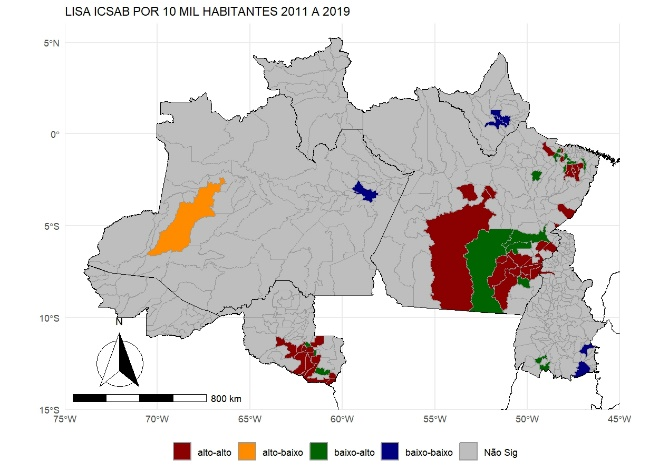 LISA ICSAB POR 10 MIL HABITANTES 2011 A 2019
5°N
0°
5°S
10°S
15°S
N
800 km
75°W 70°W 65°W 60°W 55°W 50°W 45°W
alto-alto alto-baixo baixo-alto baixo-baixo Não Sig